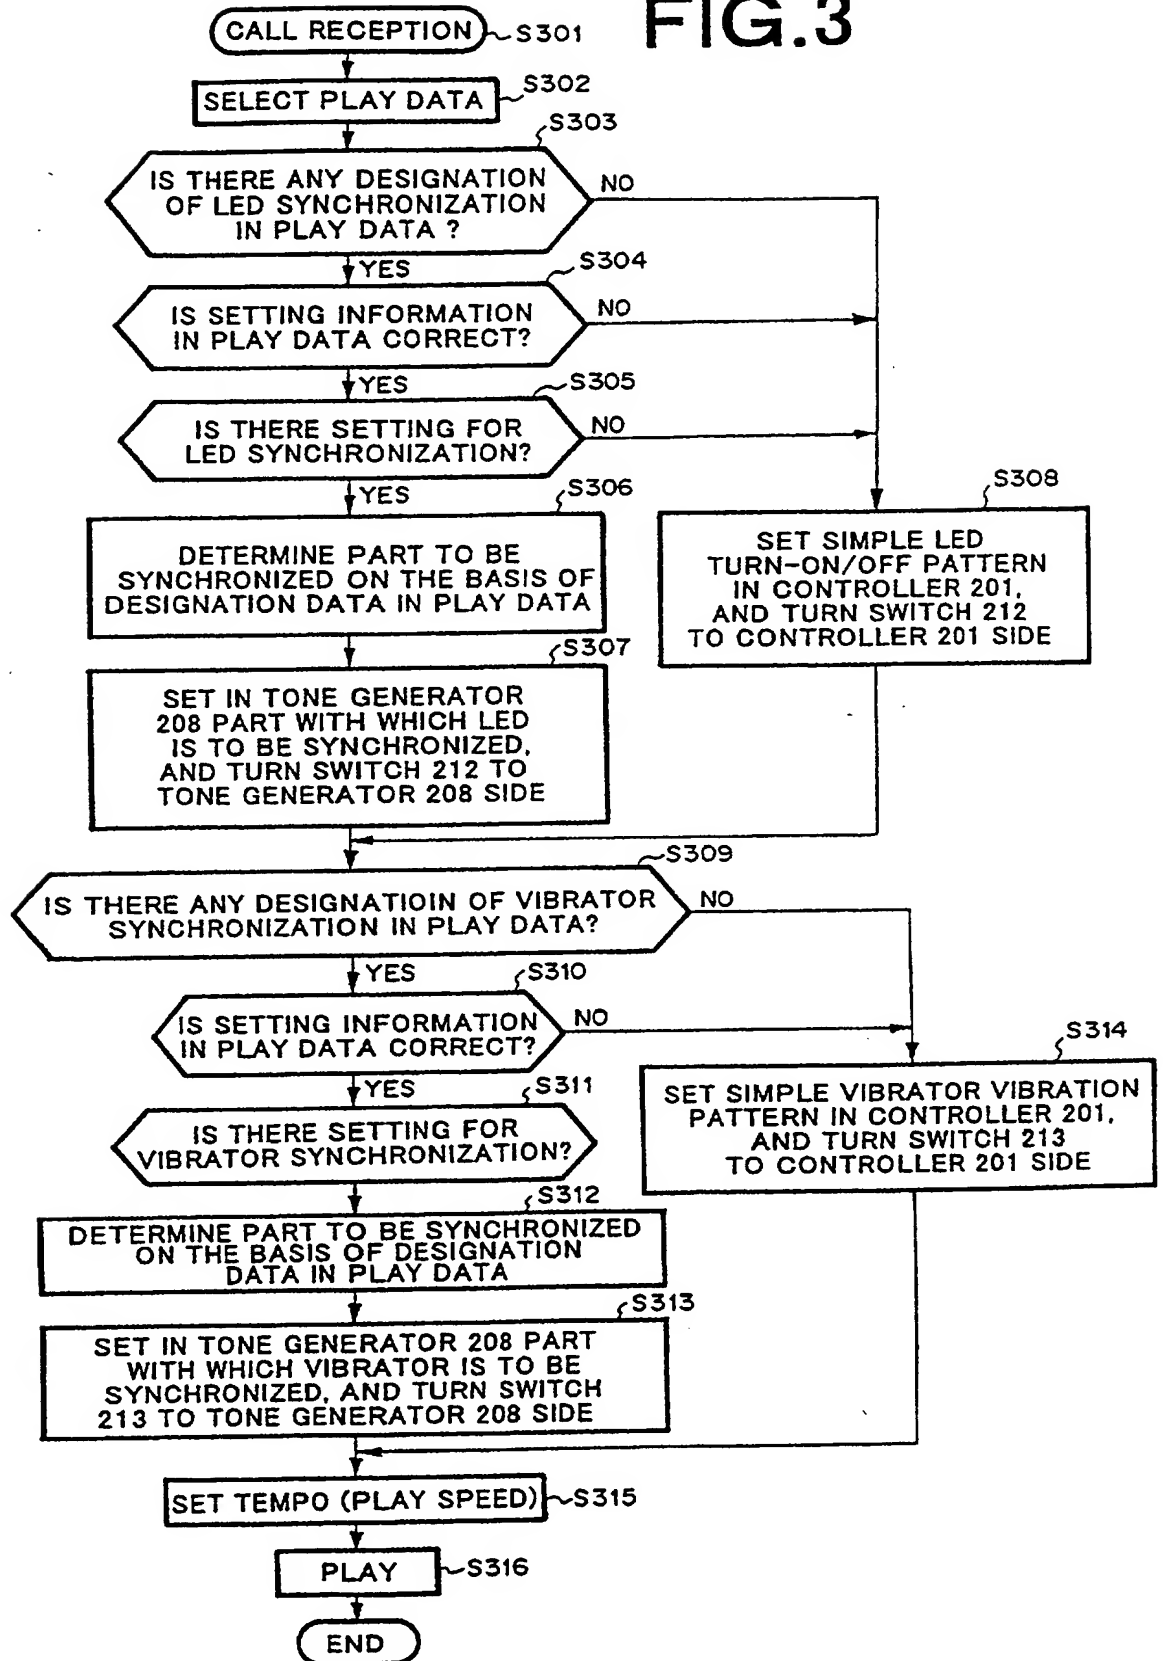 FIG.3
CALL RECEPTION
S301
SELECT PLAY DATA
S302
S303
IS THERE ANY DESIGNATION
OF LED SYNCHRONIZATION
IN PLAY DATA ?
NO
YES
S304
IS SETTING INFORMATION
IN PLAY DATA CORRECT?
NO
YES
S305
IS THERE SETTING FOR
LED SYNCHRONIZATION?
NO
YES
S306
DETERMINE PART TO BE
SYNCHRONIZED ON THE BASIS OF
DESIGNATION DATA IN PLAY DATA
S308
SET SIMPLE LED
TURN-ON/OFF PATTERN
IN CONTROLLER 201,
AND TURN SWITCH 212
TO CONTROLLER 201 SIDE
S307
SET IN TONE GENERATOR
208 PART WITH WHICH LED
IS TO BE SYNCHRONIZED,
AND TURN SWITCH 212 TO
TONE GENERATOR 208 SIDE
S309
IS THERE ANY DESIGNATIOIN OF VIBRATOR
SYNCHRONIZATION IN PLAY DATA?
NO
YES
S310
IS SETTING INFORMATION
IN PLAY DATA CORRECT?
NO
YES
S311
IS THERE SETTING FOR
VIBRATOR SYNCHRONIZATION?
S314
SET SIMPLE VIBRATOR VIBRATION
PATTERN IN CONTROLLER 201,
AND TURN SWITCH 213
TO CONTROLLER 201 SIDE
S312
DETERMINE PART TO BE SYNCHRONIZED
ON THE BASIS OF DESIGNATION
DATA IN PLAY DATA
S313
SET IN TONE GENERATOR 208 PART
WITH WHICH VIBRATOR IS TO BE
SYNCHRONIZED, AND TURN SWITCH
213 TO TONE GENERATOR 208 SIDE
SET TEMPO (PLAY SPEED)
S315
PLAY
S316
END